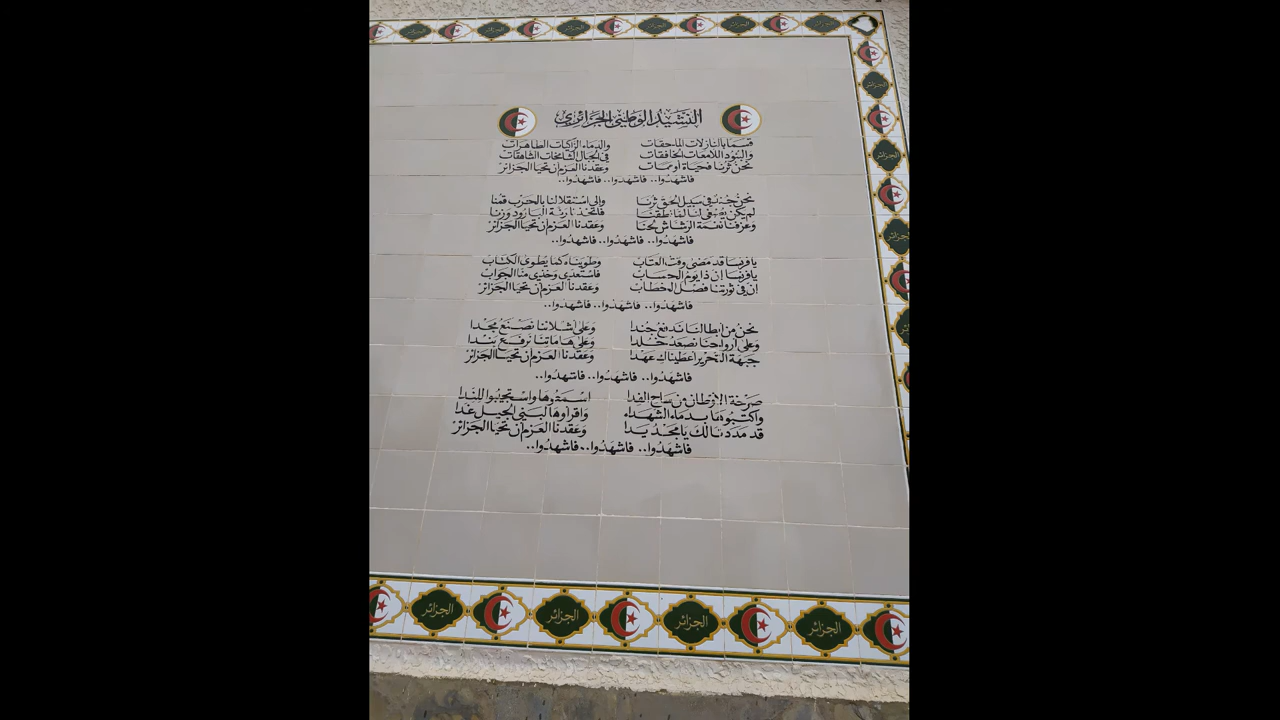 النشيد الوطني الجزائري
قسما بالنازلات الماحقات والدماء الزاكيات الطاهرات
والبنود اللامعات الخافقات في الجبال الشامخات الشاهقات
نحن ثرنا فحياة أو ممات وعقدنا العزم أن تحيا الجزائر
فاشهدوا.. فاشهدوا.. فاشهدوا..
نحن جند في سبيل الحق ثرنا وإلى استقلالنا بالحرب قمنا
لم يكن يصغى لنا لما نطقنا فاتخذنا رنة البارود وزنا
وعزفنا نغمة الرشاش لحنا وعقدنا العزم أن تحيا الجزائر
فاشهدوا.. فاشهدوا.. فاشهدوا..
يا فرنسا قد مضى وقت العتاب وطويناه كما يطوى الكتاب
يا فرنسا إن ذا يوم الحساب فاستعدي وخذي منا الجواب
إن في ثورتنا فصل الخطاب وعقدنا العزم أن تحيا الجزائر
فاشهدوا.. فاشهدوا.. فاشهدوا..
نحن من أبطالنا ندفع جندا وعلى أشلائنا نصنع مجدا
وعلى أرواحنا نصعد خلدا وعلى هاماتنا نرفع بندا
جبهة التحرير أعطيناك عهدا وعقدنا العزم أن تحيا الجزائر
فاشهدوا.. فاشهدوا.. فاشهدوا..
صرخة الأوطان من ساح الفدا اسمعوها واستجيبوا للندا
واكتبوها بدماء الشهداء واقرأوها لبني الجيل غدا
قد مددنا لك يا مجد يدا وعقدنا العزم أن تحيا الجزائر
فاشهدوا.. فاشهدوا.. فاشهدوا..
الجزائر
الجزائر
الجزائر
الجزائر